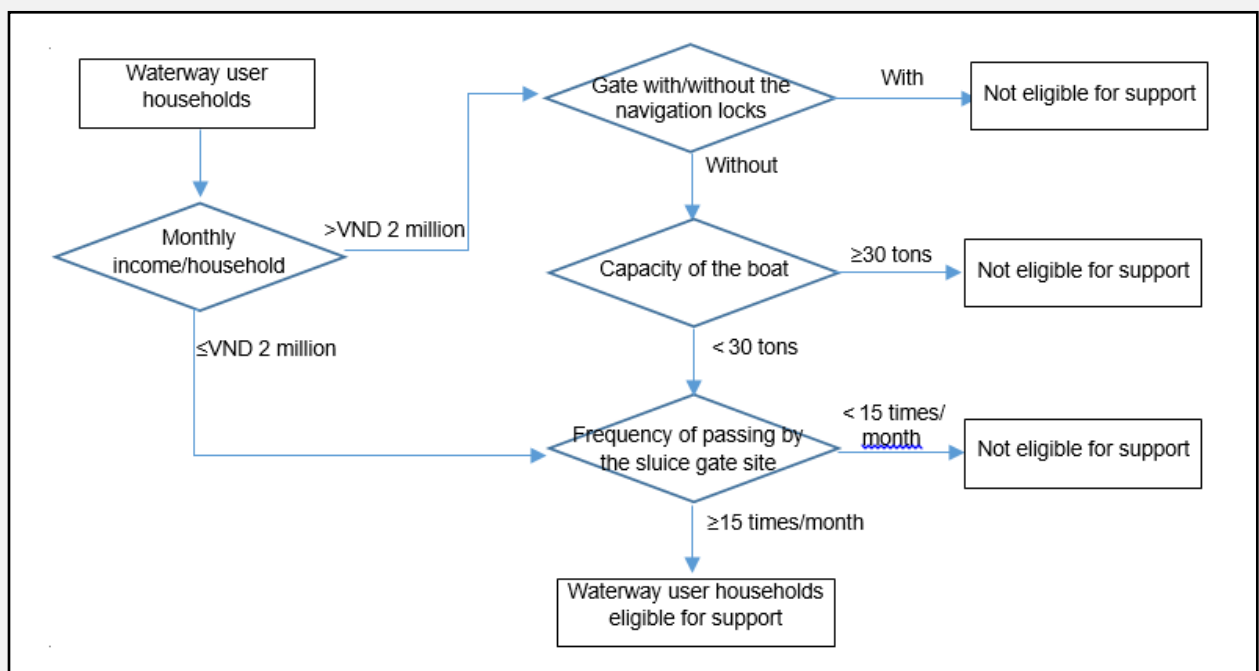 Waterway user
households
Gate with/without the
navigation locks
With
Not eligible for support
Without
>VND 2 million
Monthly
income/household
Capacity of the boat
≥30 tons
Not eligible for support
≤VND 2 million
< 30 tons
Frequency of passing by
the sluice gate site
< 15 times/
month
Not eligible for support
≥15 times/month
Waterway user households
eligible for support